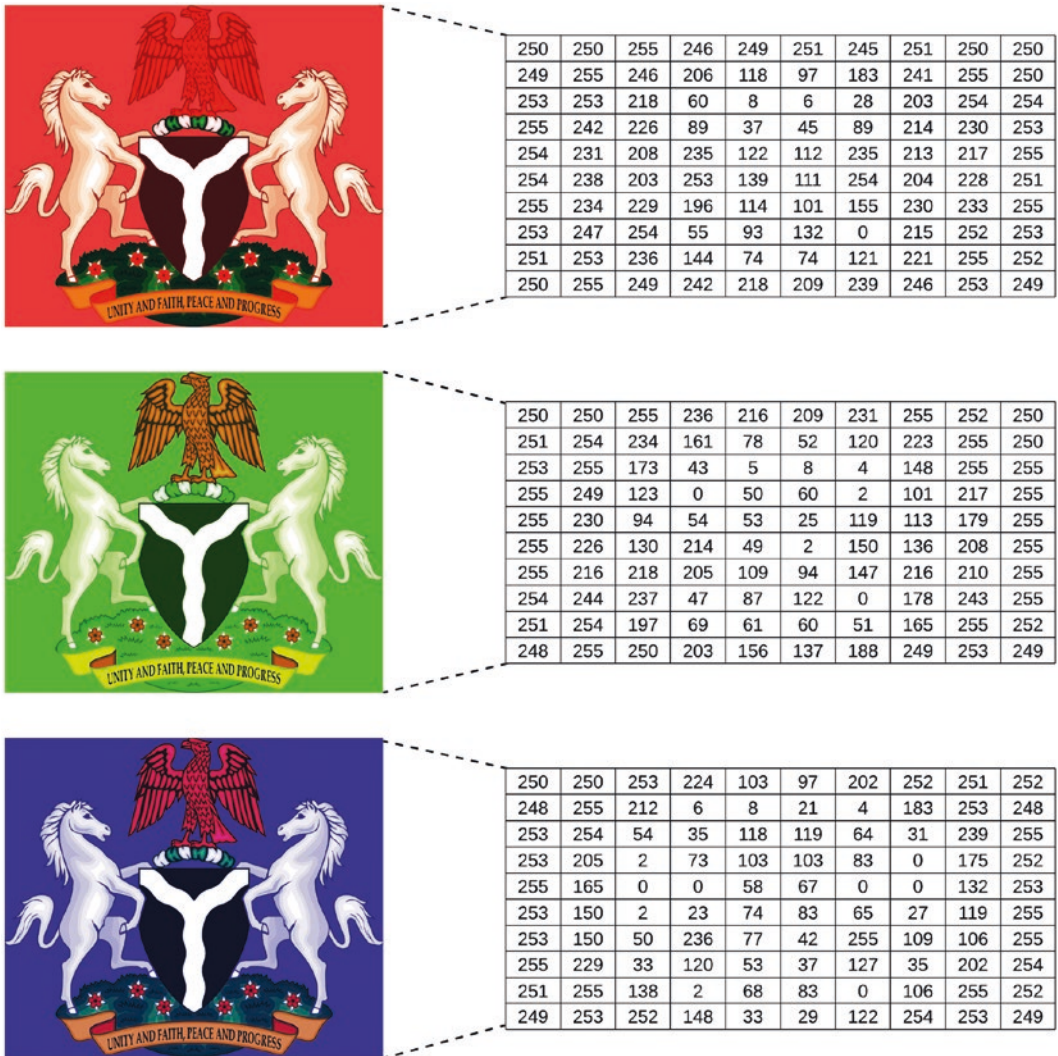 250 250 255 246 249 251 245 251 250 250
249 255 246 206 118 97 183 241 255 250
253 253 218 60 8 6 28 203 254 254
255 242 226 89 37 45 89 214 230 253
254 231 208 235 122 112 235 213 217 255
254 238 203 253 139 111 254 204 228 251
255 234 229 196 114 101 155 230 233 255
253 247 254 55 93 132 0 215 252 253
251 253 236 144 74 74 121 221 255 252
250 255 249 242 218 209 239 246 253 249
UNITY AND FAITH, PEACE AND PROGRESS
250 250 255 236 216 209 231 255 252 250
251 254 234 161 78 52 120 223 255 250
253 255 173 43 5 8 4 148 255 255
255 249 123 0 50 60 2 101 217 255
255 230 94 54 53 25 119 113 179 255
255 226 130 214 49 2 150 136 208 255
255 216 218 205 109 94 147 216 210 255
254 244 237 47 87 122 0 178 243 255
251 254 197 69 61 60 51 165 255 252
248 255 250 203 156 137 188 249 253 249
UNITY AND FAITH, PEACE AND PROGRESS
250 250 253 224 103 97 202 252 251 252
248 255 212 6 8 21 4 183 253 248
253 254 54 35 118 119 64 31 239 255
253 205 2 73 103 103 83 0 175 252
255 165 0 0 58 67 0 0 132 253
253 150 2 23 74 83 65 27 119 255
253 150 50 236 77 42 255 109 106 255
255 229 33 120 53 37 127 35 202 254
251 255 138 2 68 83 0 106 255 252
249 253 252 148 33 29 122 254 253 249
UNITY AND FAITH, PEACE AND PROGRESS